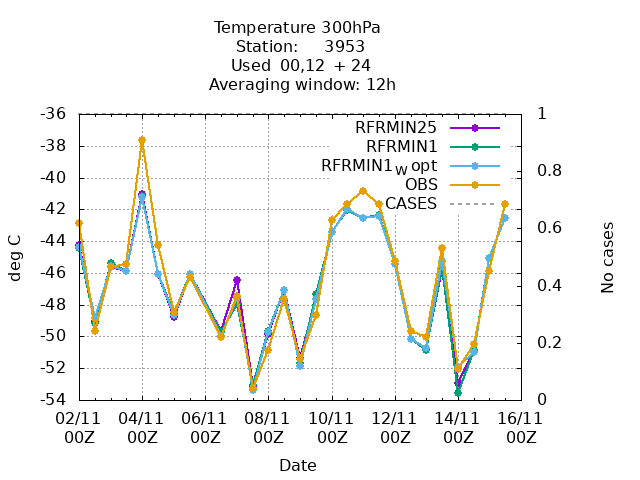 Temperature 300hPa
Station: 3953
Used 00,12 + 24
Averaging window: 12h
RFRMIN25
RFRMIN1
RFRMIN1w opt
OBS
CASES
-36
-38
-40
-42
-44
-46
-48
-50
-52
-54
deg C
1
0.8
0.6
0.4
0.2
0
No cases
02/11 04/11 06/11 08/11 10/11 12/11 14/11 16/11
00Z 00Z 00Z 00Z 00Z 00Z 00Z 00Z
Date